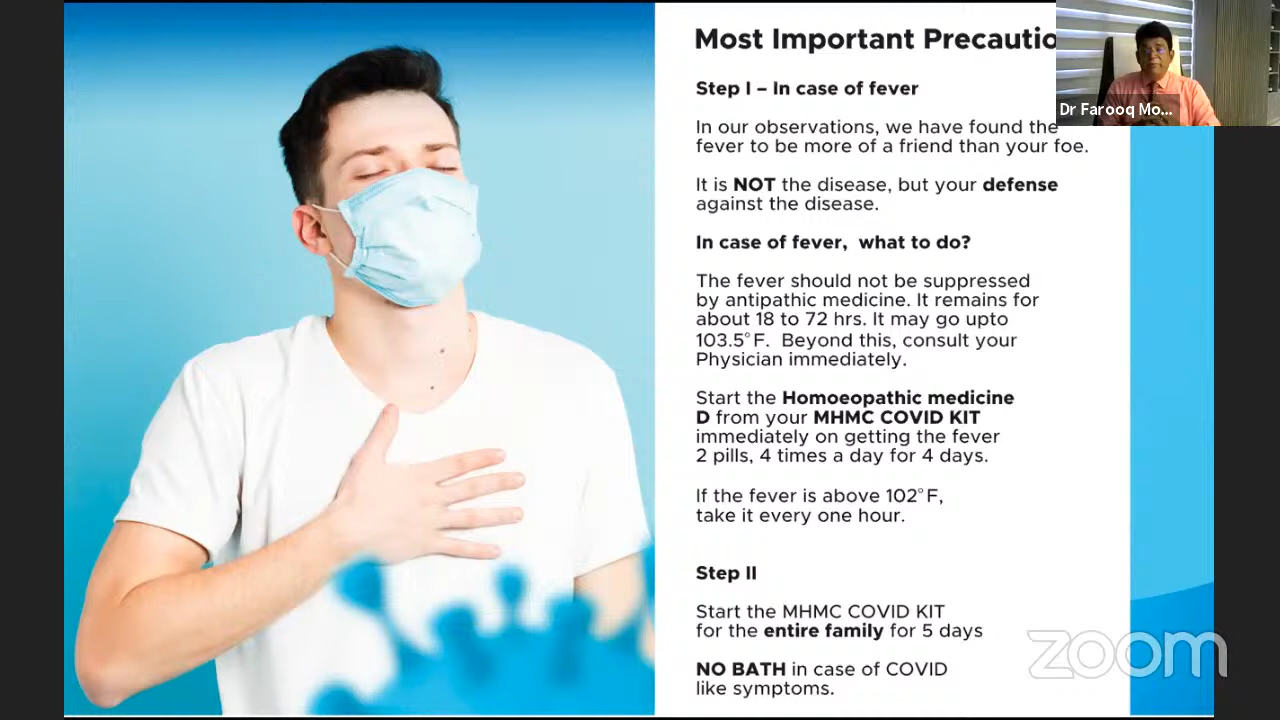 Most Important Precautio
Step I – In case of fever
In our observations, we have found the
fever to be more of a friend than your foe.
It is NOT the disease, but your defense
against the disease.
In case of fever,  what to do?
The fever should not be suppressed
by antipathic medicine. It remains for
about 18 to 72 hrs. It may go upto
103.5°F.  Beyond this, consult your
Physician immediately.
Start the Homoeopathic medicine
D from your MHMC COVID KIT
immediately on getting the fever
2 pills, 4 times a day for 4 days.
If the fever is above 102°F,
take it every one hour.
Step II
Start the MHMC COVID KIT
for the entire family for 5 days
NO BATH in case of COVID
like symptoms.
Dr Farooq Mo...
zoom